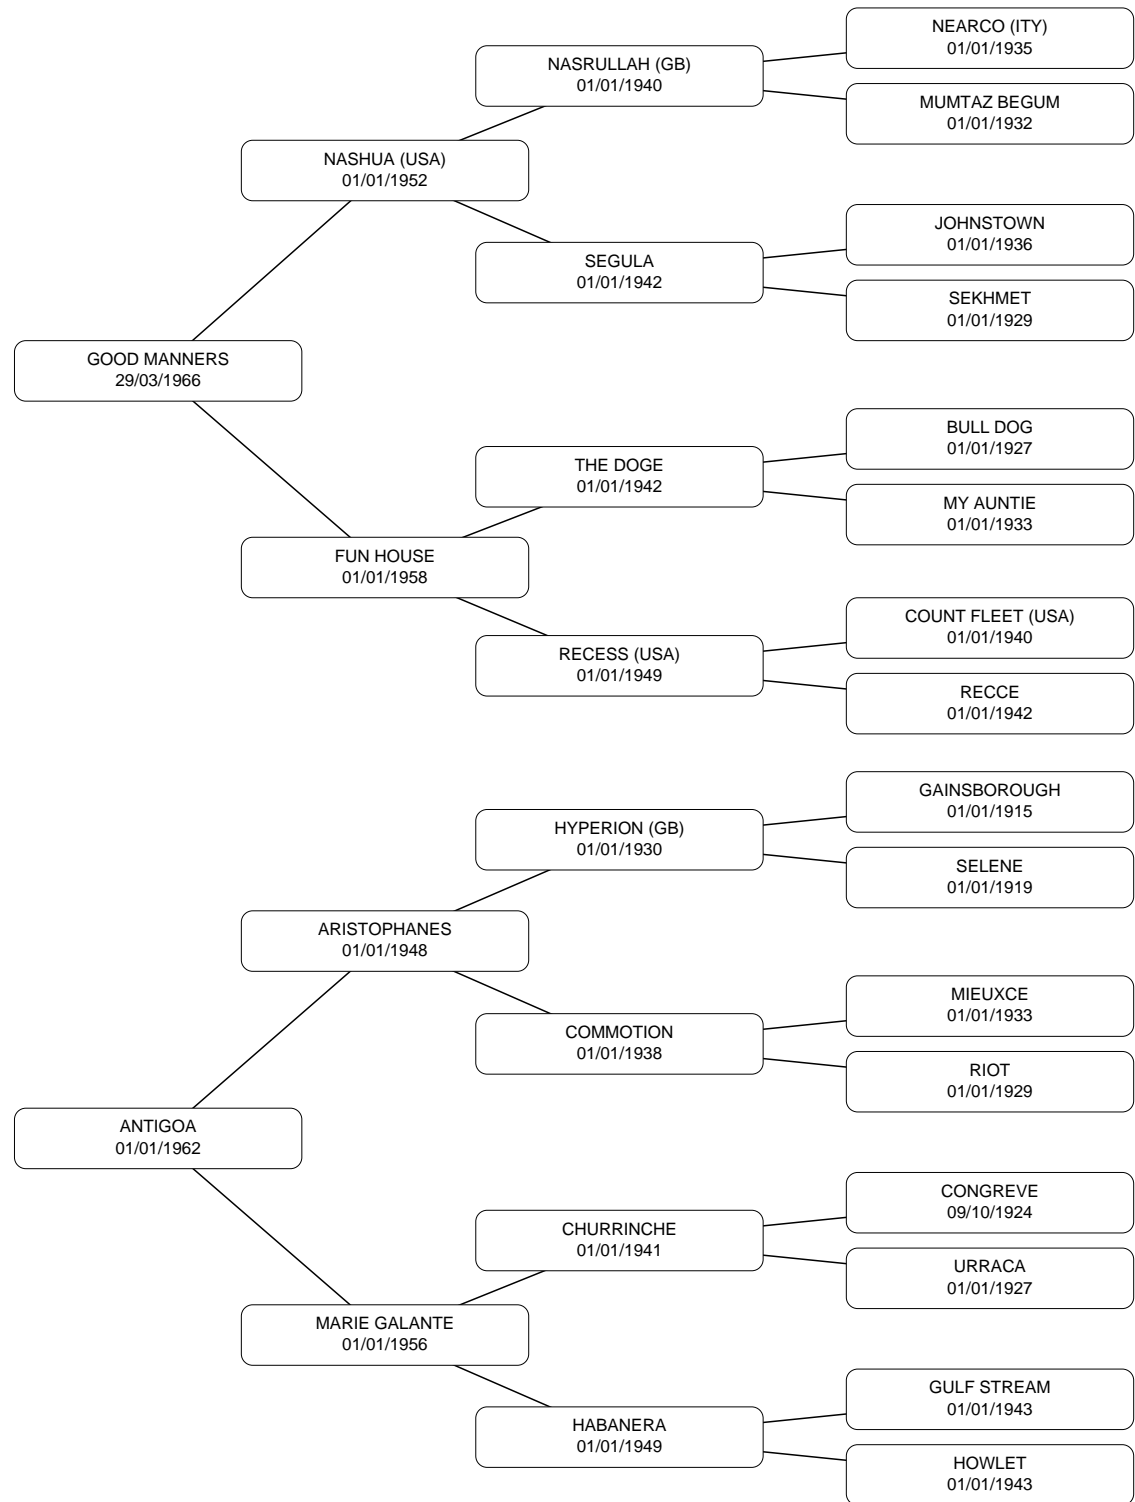 NEARCO (ITY)
01/01/1935
NASRULLAH (GB)
01/01/1940
MUMTAZ BEGUM
01/01/1932
NASHUA (USA)
01/01/1952
JOHNSTOWN
01/01/1936
SEGULA
01/01/1942
SEKHMET
01/01/1929
GOOD MANNERS
29/03/1966
BULL DOG
01/01/1927
THE DOGE
01/01/1942
MY AUNTIE
01/01/1933
FUN HOUSE
01/01/1958
COUNT FLEET (USA)
01/01/1940
RECESS (USA)
01/01/1949
RECCE
01/01/1942
GAINSBOROUGH
01/01/1915
HYPERION (GB)
01/01/1930
SELENE
01/01/1919
ARISTOPHANES
01/01/1948
MIEUXCE
01/01/1933
COMMOTION
01/01/1938
RIOT
01/01/1929
ANTIGOA
01/01/1962
CONGREVE
09/10/1924
CHURRINCHE
01/01/1941
URRACA
01/01/1927
MARIE GALANTE
01/01/1956
GULF STREAM
01/01/1943
HABANERA
01/01/1949
HOWLET
01/01/1943